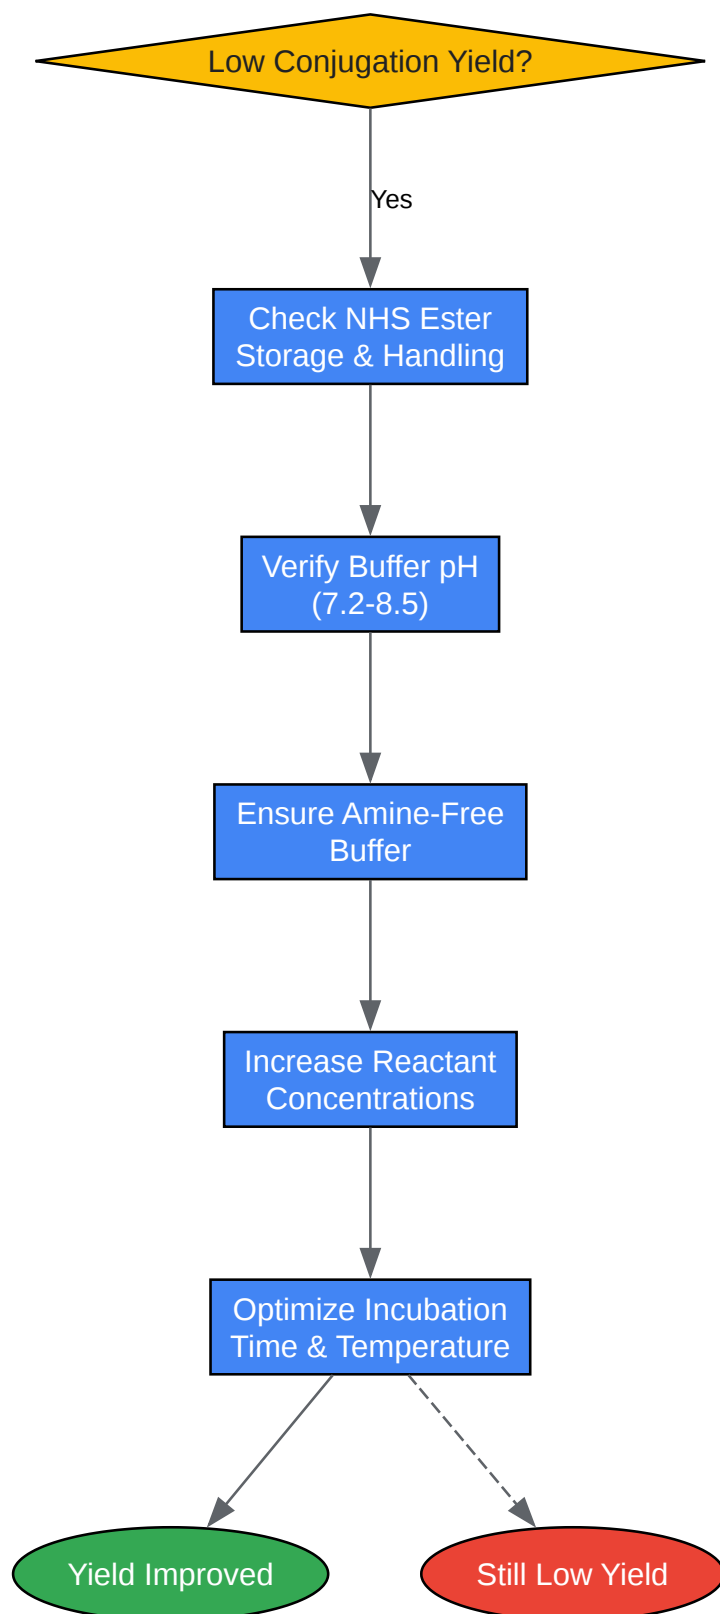 Low Conjugation Yield?
Yes
Check NHS Ester
Storage & Handling
Verify Buffer pH
(7.2-8.5)
Ensure Amine-Free
Buffer
Increase Reactant
Concentrations
Optimize Incubation
Time & Temperature
Yield Improved
Still Low Yield